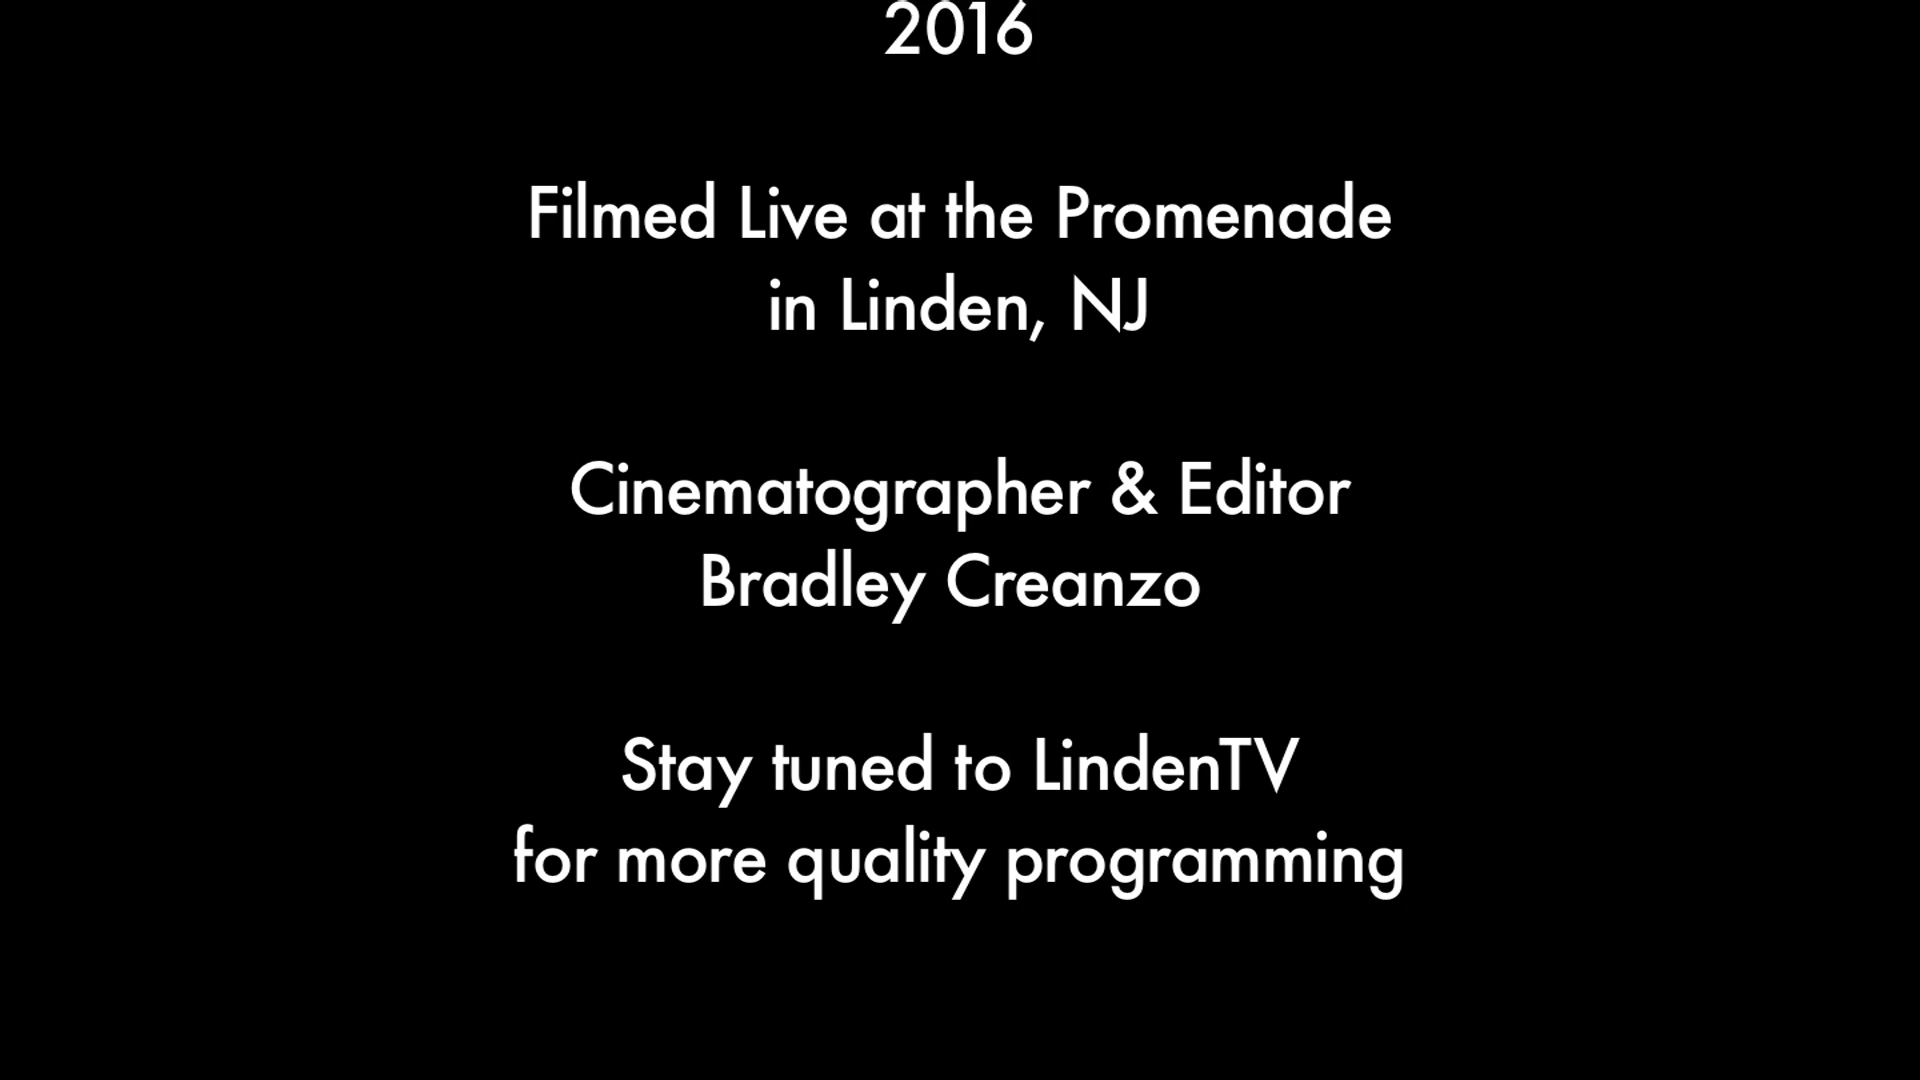 2016
Filmed Live at the Promenade
in Linden, NJ
Cinematographer & Editor
Bradley Creanzo
Stay tuned to LindenTV
for more quality programming